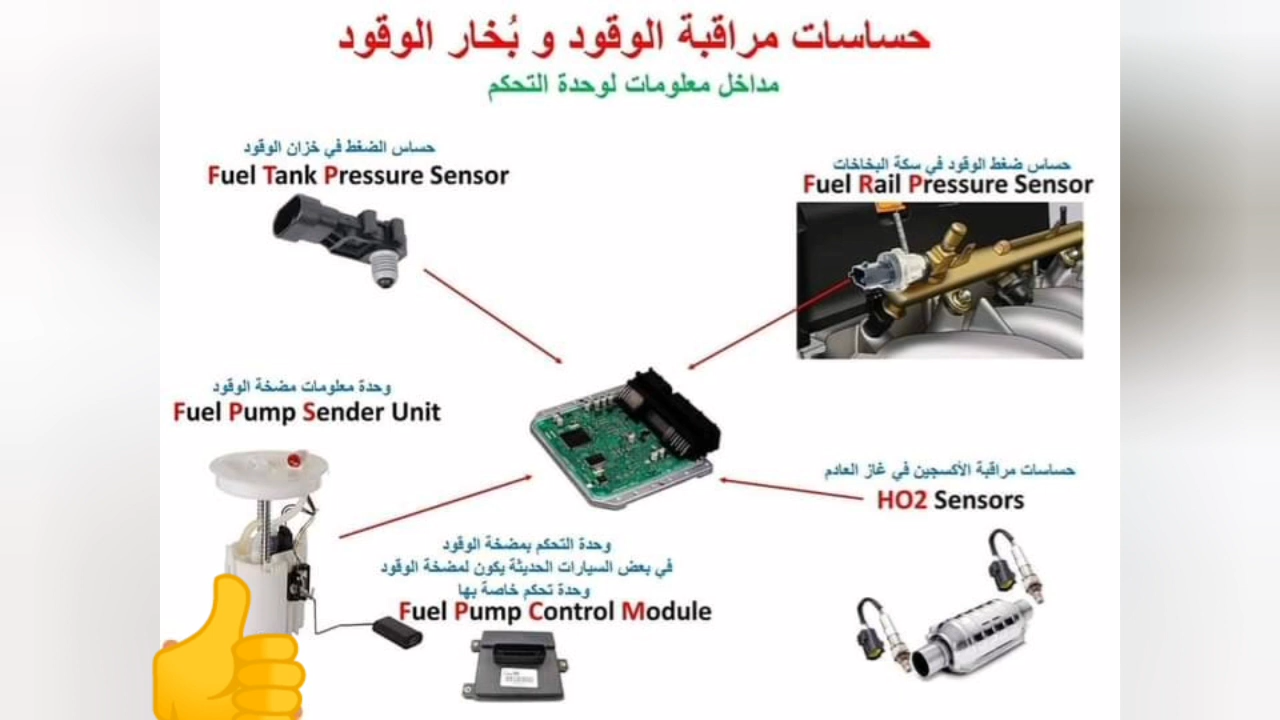 حساسات مراقبة الوقود و بُخار الوقود
مداخل معلومات لوحدة التحكم
حساس الضغط في خزان الوقود
Fuel Tank Pressure Sensor
حساس ضغط الوقود في سكة البخاخات
Fuel Rail Pressure Sensor
وحدة معلومات مضخة الوقود
Fuel Pump Sender Unit
حساسات مراقبة الأكسجين في غاز العادم
HO2 Sensors
وحدة التحكم بمضخة الوقود
في بعض السيارات الحديثة يكون لمضخة الوقود
وحدة تحكم خاصة بها
Fuel Pump Control Module